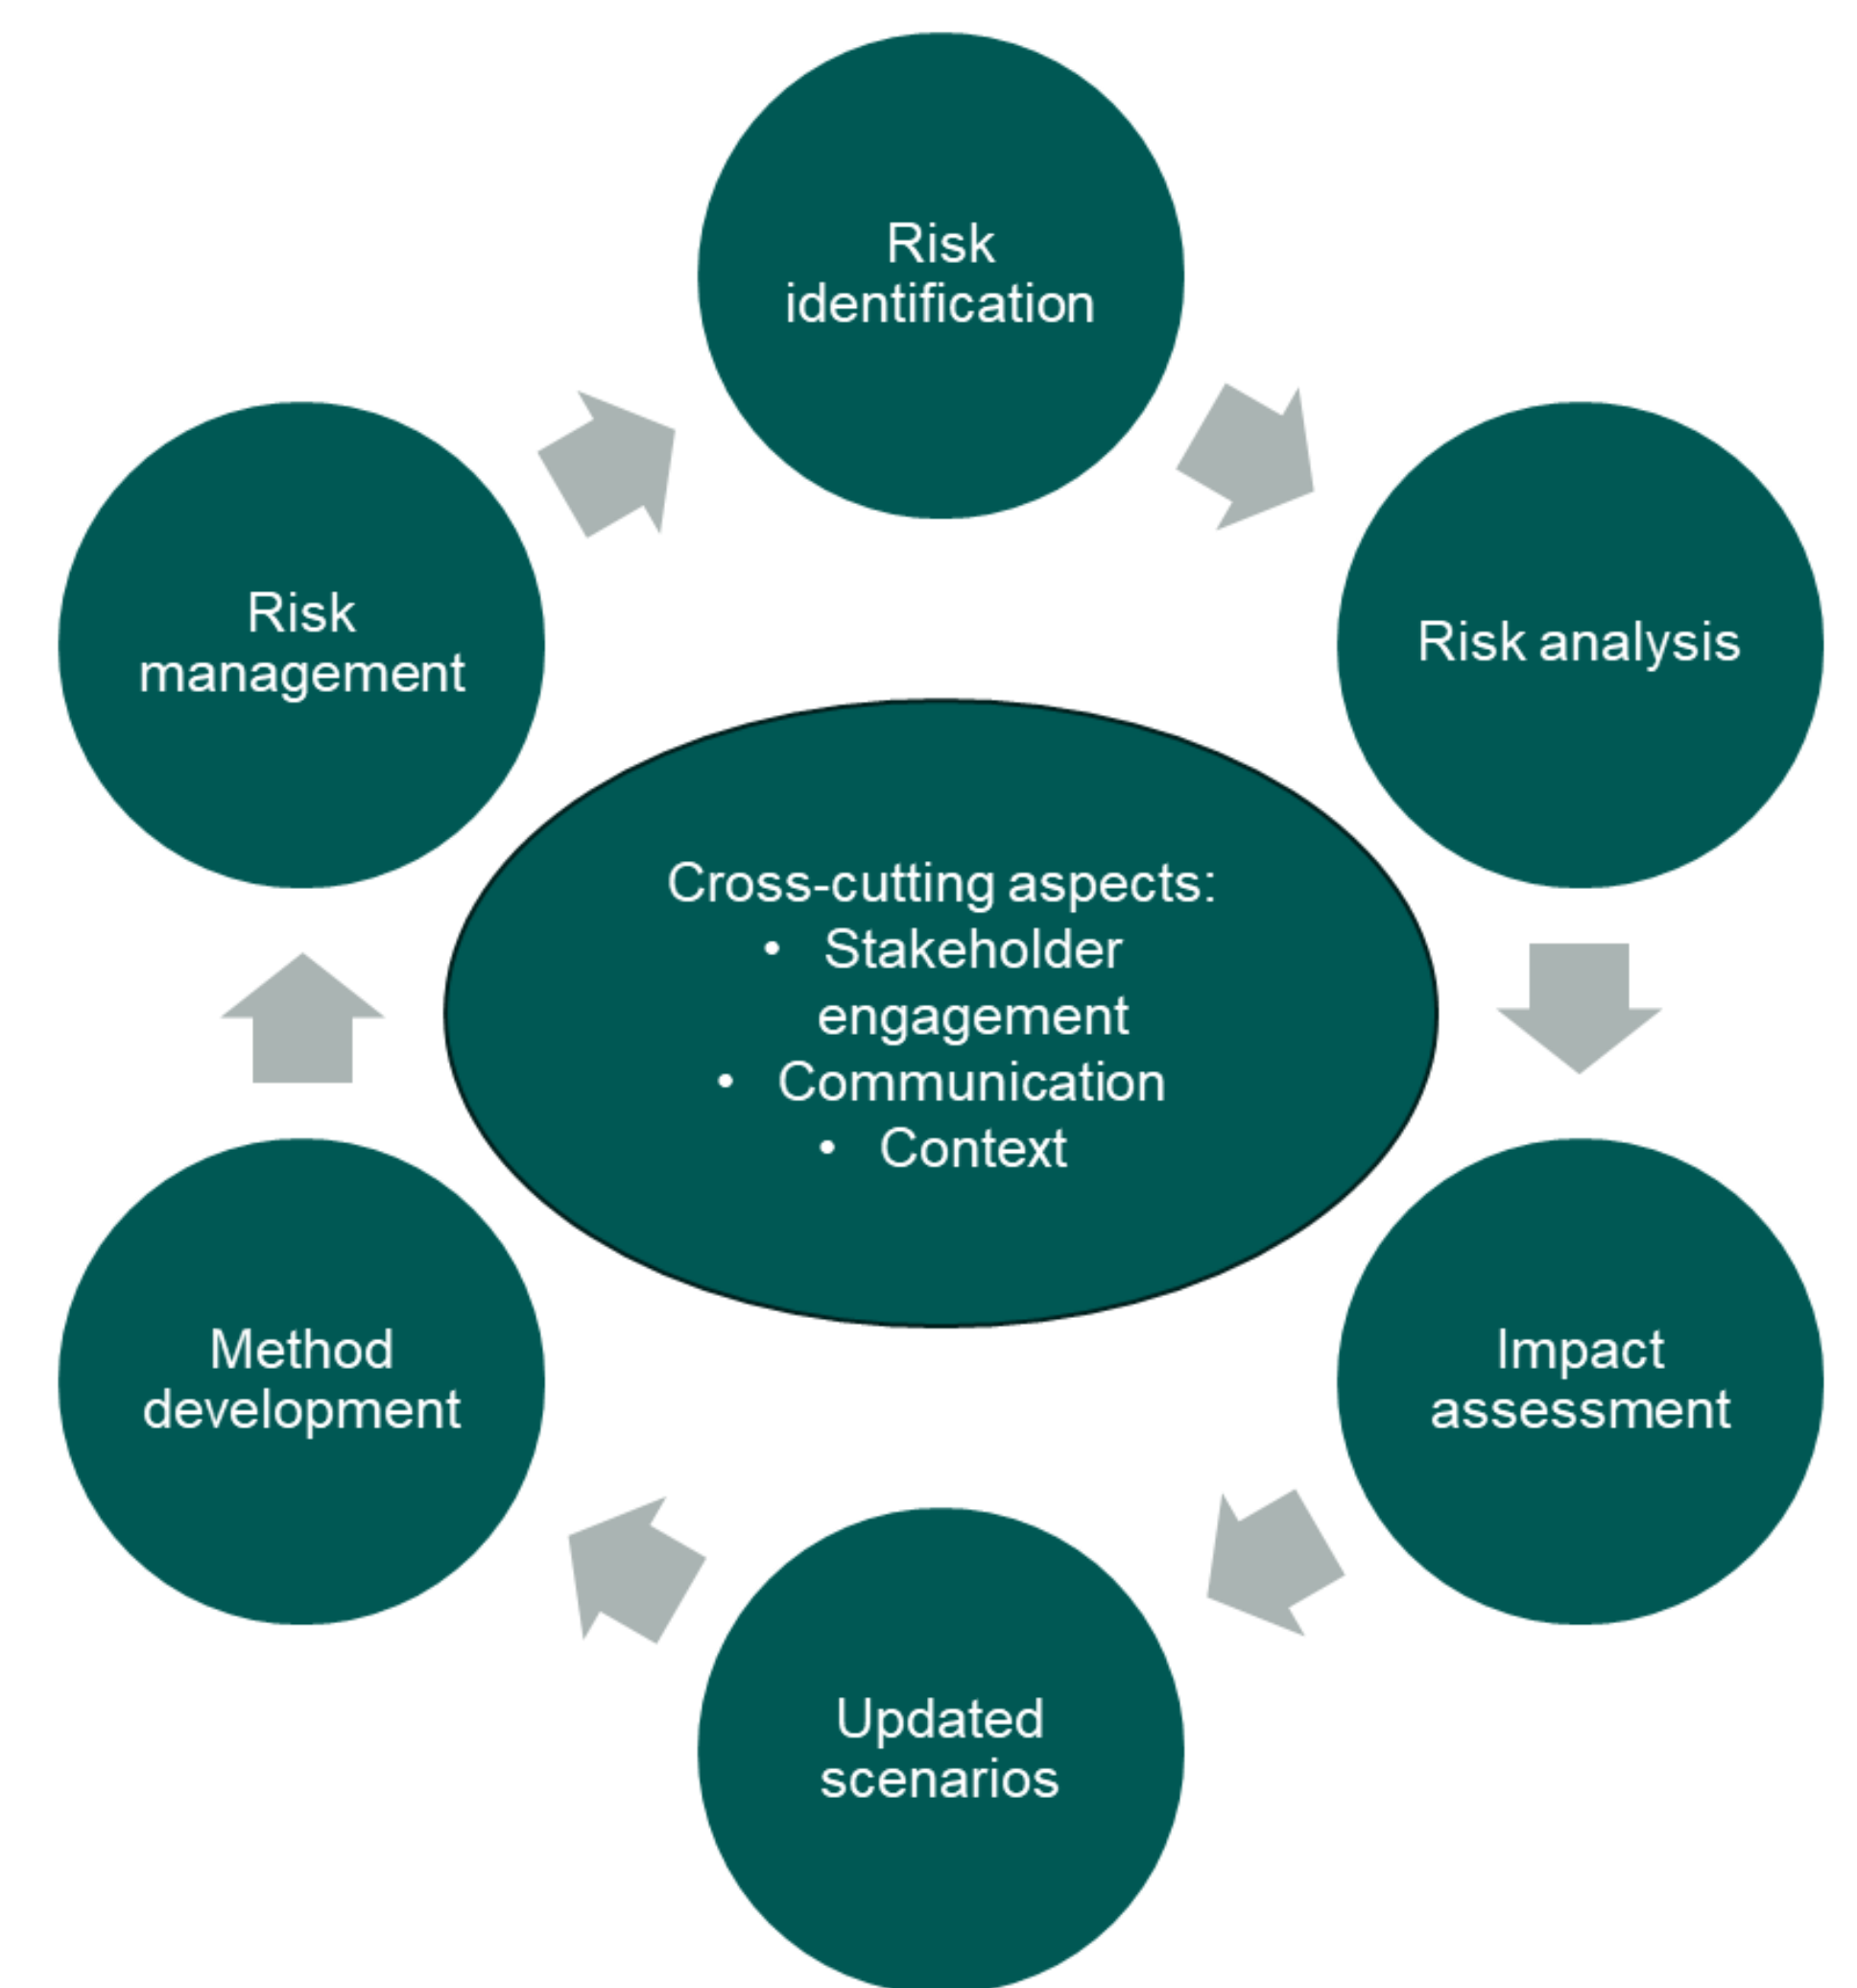 Risk
identification
Risk analysis
Impact
assessment
Updated
scenarios
Method
development
Risk
management
Cross-cutting aspects:
• Stakeholder
engagement
• Communication
• Context